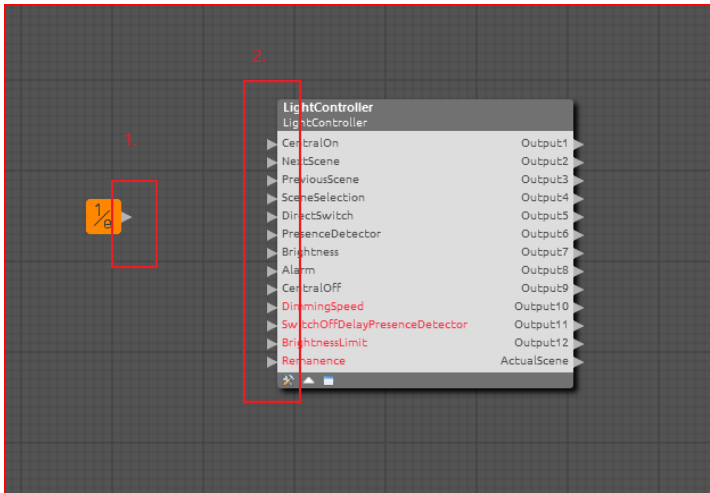 2.
1.
1/e
LightController
LightController
CentralOn Output1
NextScene Output2
PreviousScene Output3
SceneSelection Output4
DirectSwitch Output5
PresenceDetector Output6
Brightness Output7
Alarm Output8
CentralOff Output9
DimmingSpeed Output10
SwitchOffDelayPresenceDetector Output11
BrightnessLimit Output12
Remanence ActualScene